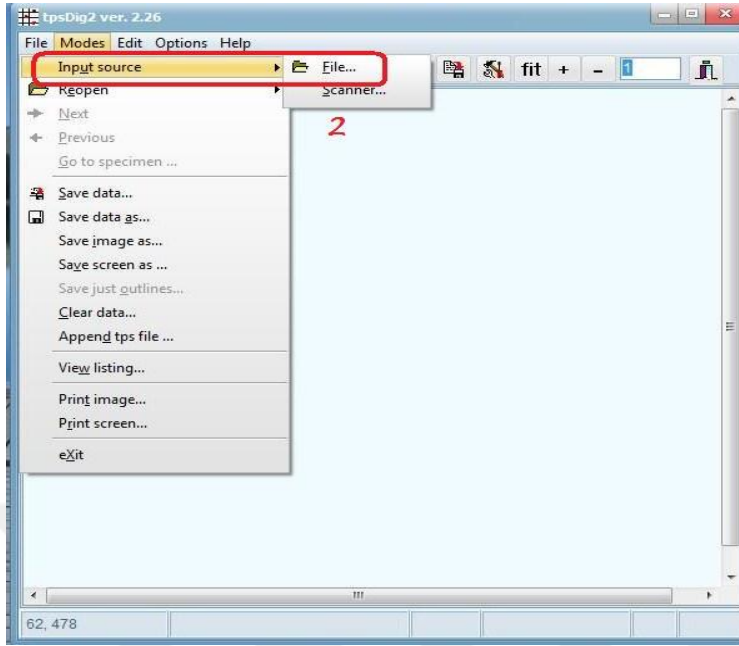 tpsDig2 ver. 2.26
File Modes Edit Options Help
Input source File... fit + - 1
Reopen Scanner...
Next
2
Previous
Go to specimen ...
Save data...
Save data as...
Save image as...
Save screen as ...
Save just outlines...
Clear data...
Append tps file ...
View listing...
Print image...
Print screen...
eXit
62, 478